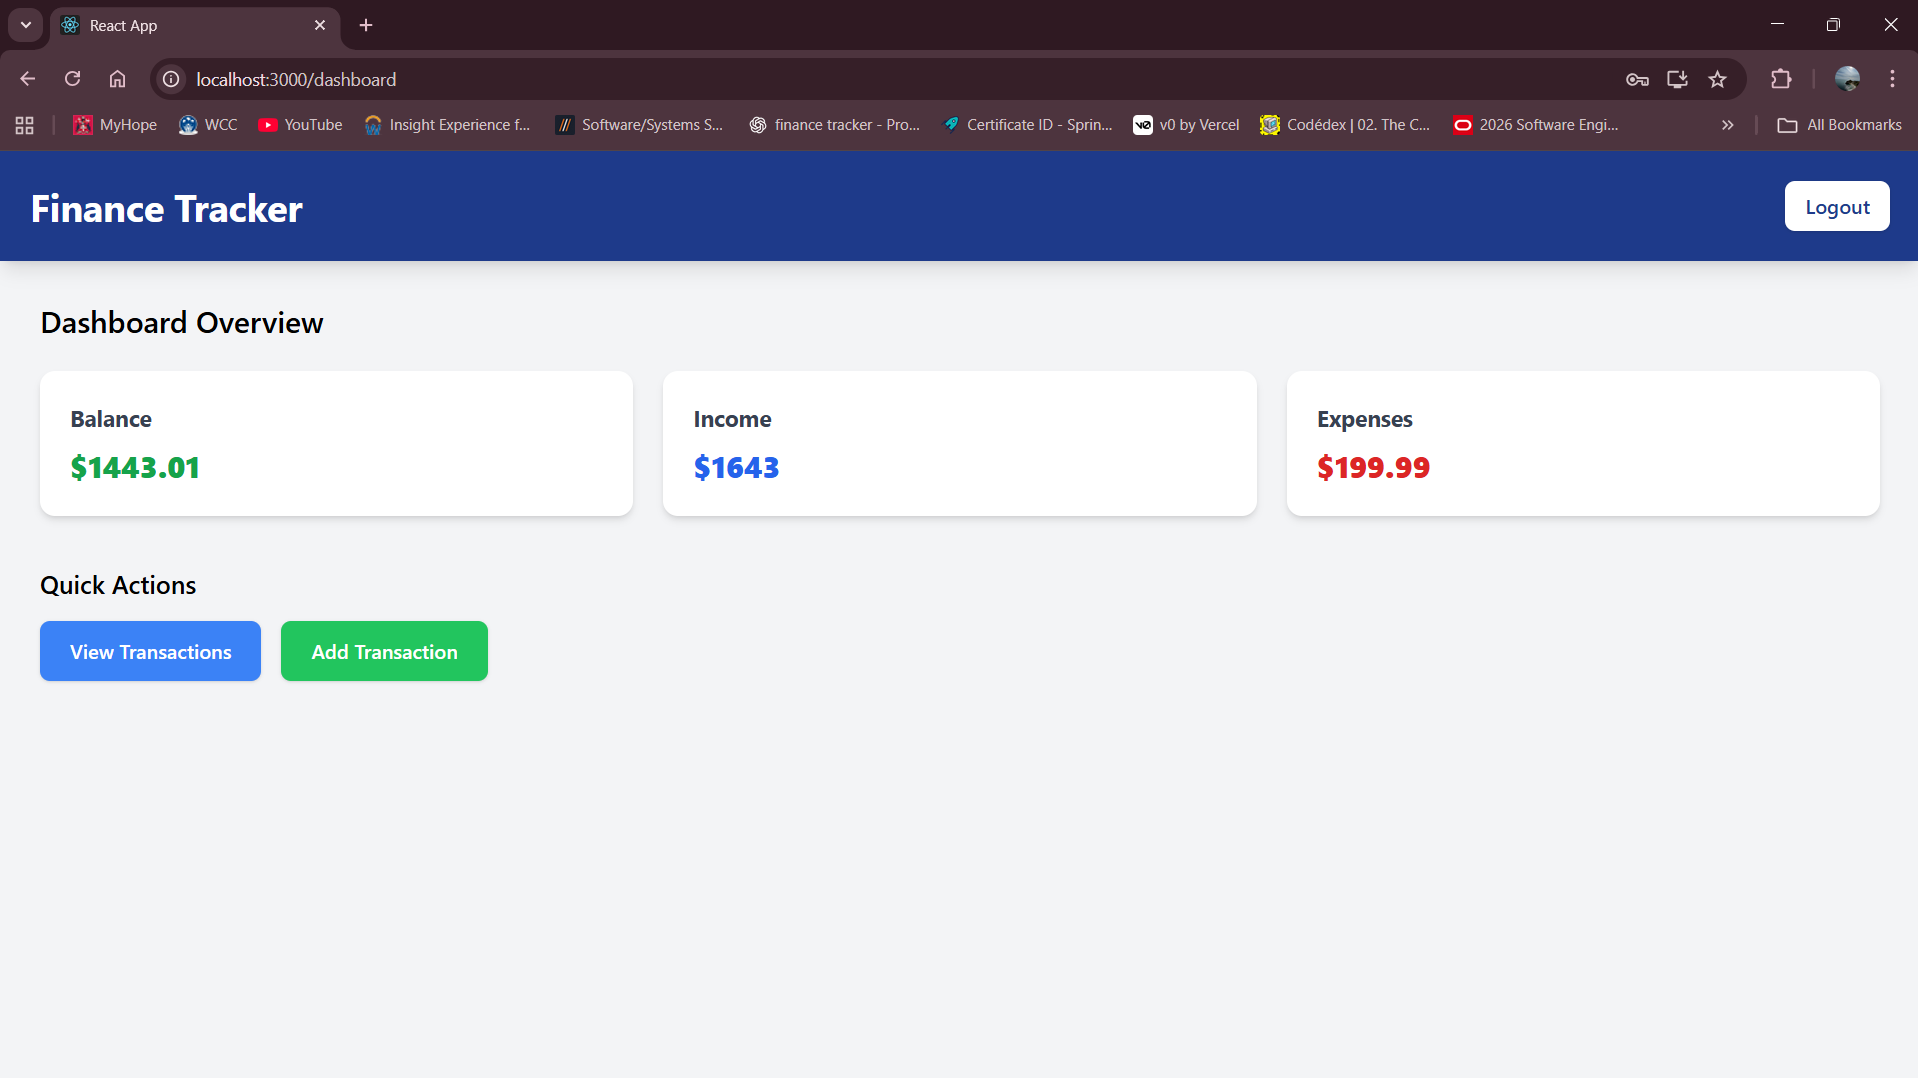 React App
localhost:3000/dashboard
MyHope WCC YouTube Insight Experience f... Software/Systems S... finance tracker - Pro... Certificate ID - Sprin... v0 by Vercel Codédex | 02. The C... 2026 Software Engi... » All Bookmarks
Finance Tracker Logout
Dashboard Overview
Balance Income Expenses
$1443.01 $1643 $199.99
Quick Actions
View Transactions Add Transaction